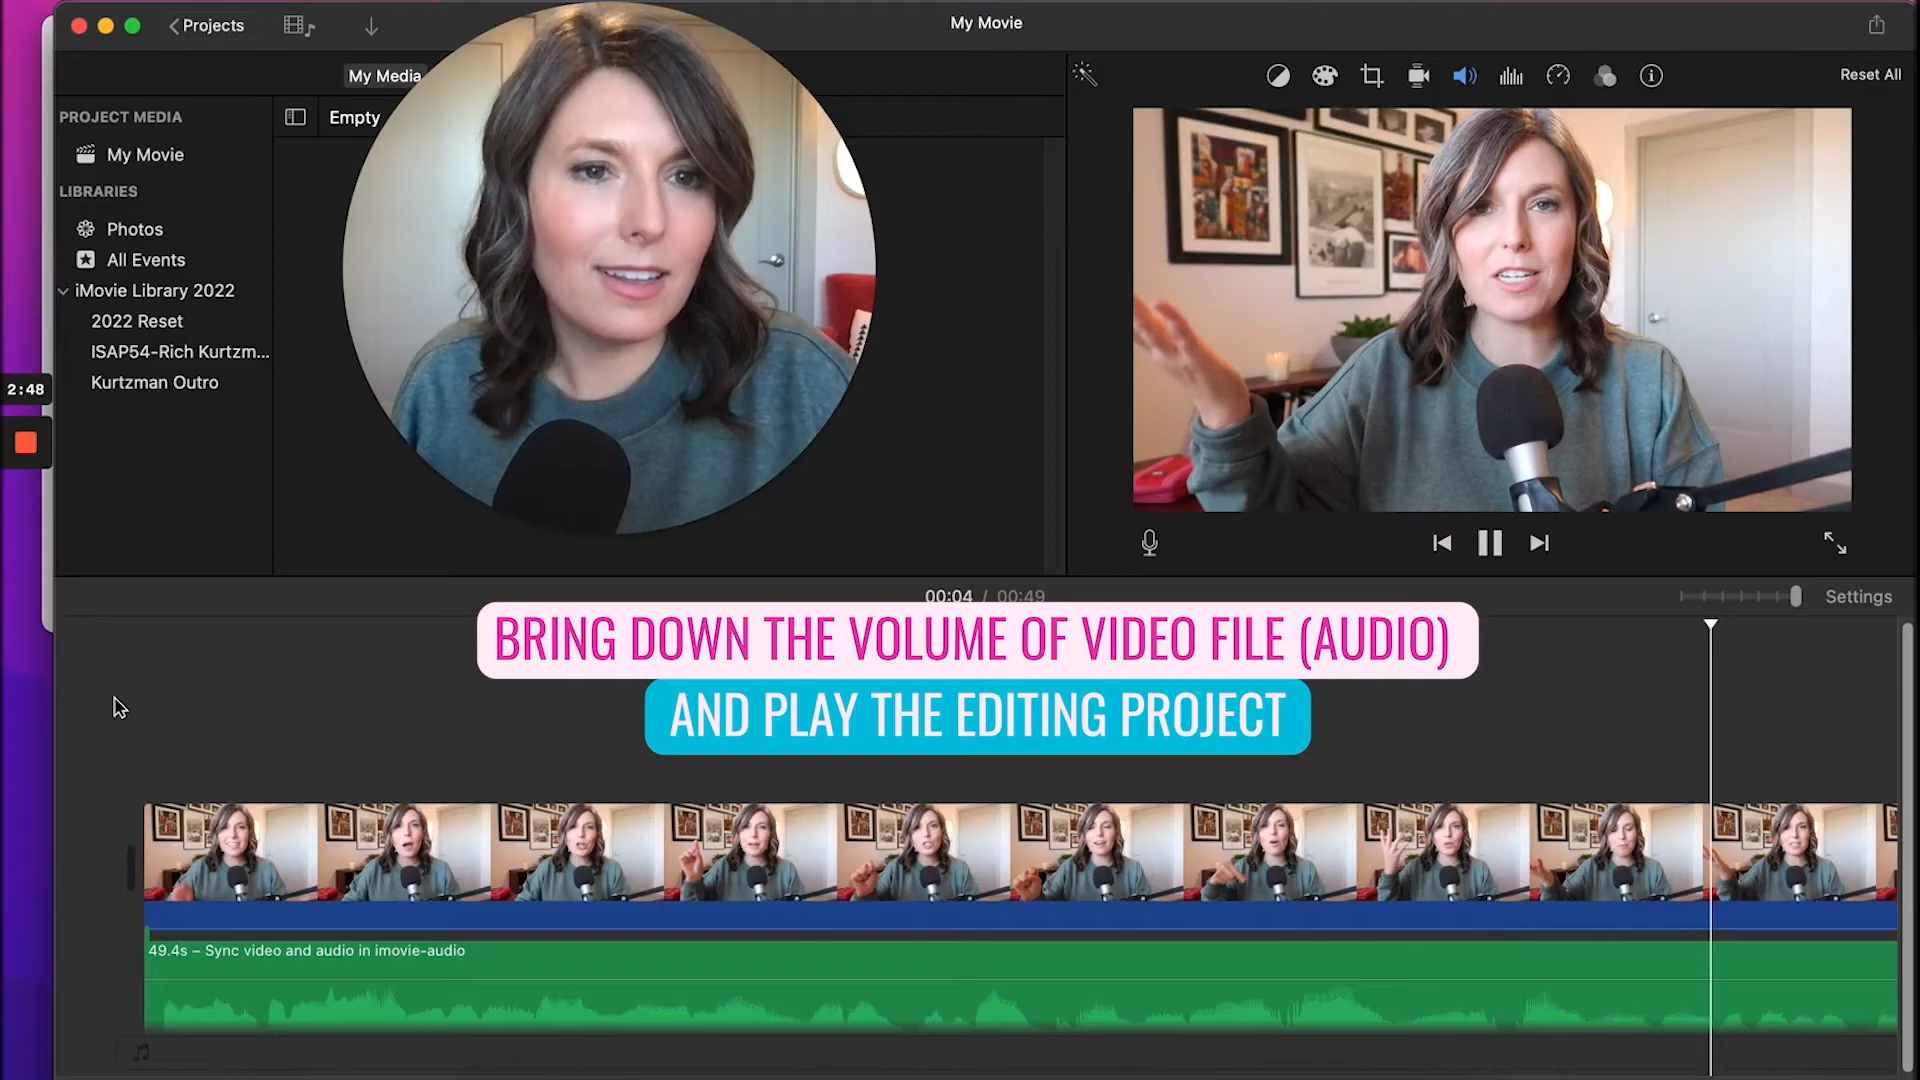 Projects
My Movie
My Media
Reset All
PROJECT MEDIA
Empty
My Movie
LIBRARIES
Photos
All Events
iMovie Library 2022
2022 Reset
ISAP54-Rich Kurtzm...
Kurtzman Outro
2:48
00:04 / 00:49
Settings
BRING DOWN THE VOLUME OF VIDEO FILE (AUDIO)
AND PLAY THE EDITING PROJECT
49.4s – Sync video and audio in imovie-audio